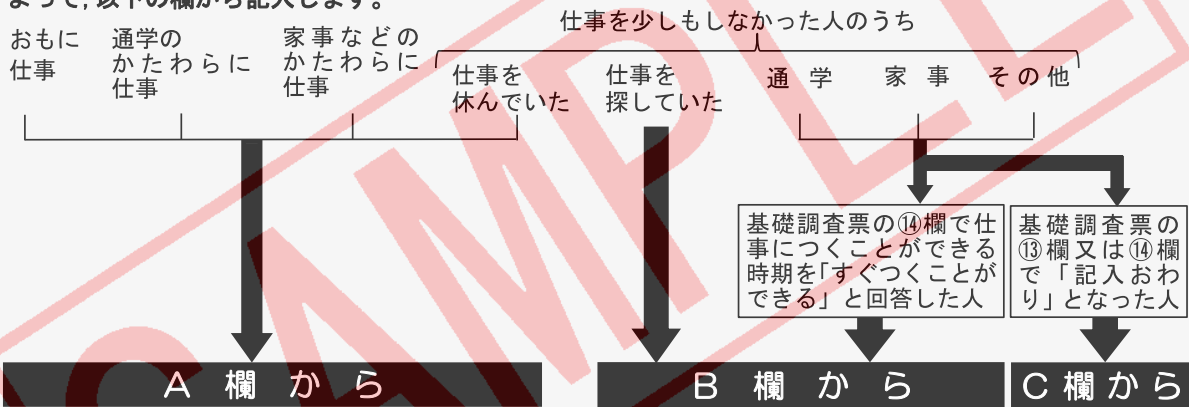 よって，以下の欄から記入します。
仕事を少しもしなかった人のうち
おもに
仕事
通学の
かたわらに
仕事
家事などの
かたわらに
仕事
仕事を
休んでいた
仕事を
探していた
通学
家事
その他
基礎調査票の⑭欄で仕
事につくことができる
時期を「すぐつくことが
できる」と回答した人
基礎調査票の
⑬欄又は⑭欄
で「記入おわ
り」となった人
A欄から
B欄から
C欄から
SAMPLE